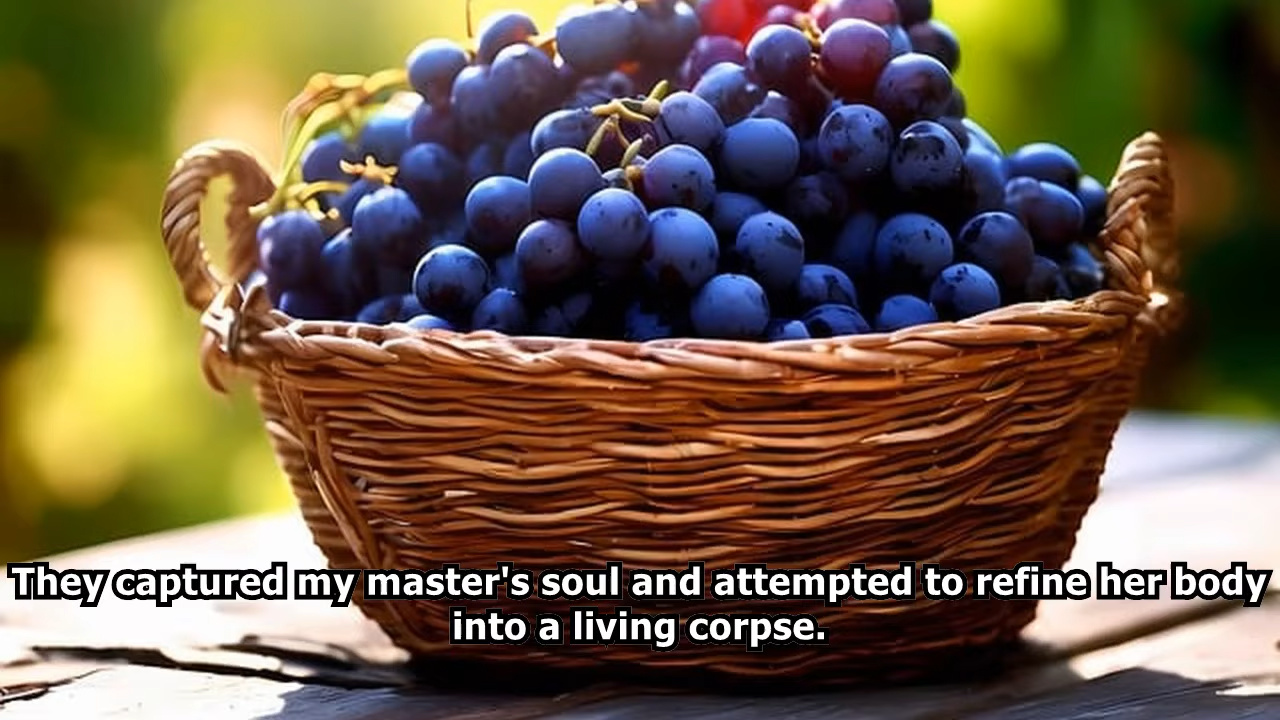 They captured my master's soul and attempted to refine her body
into a living corpse.